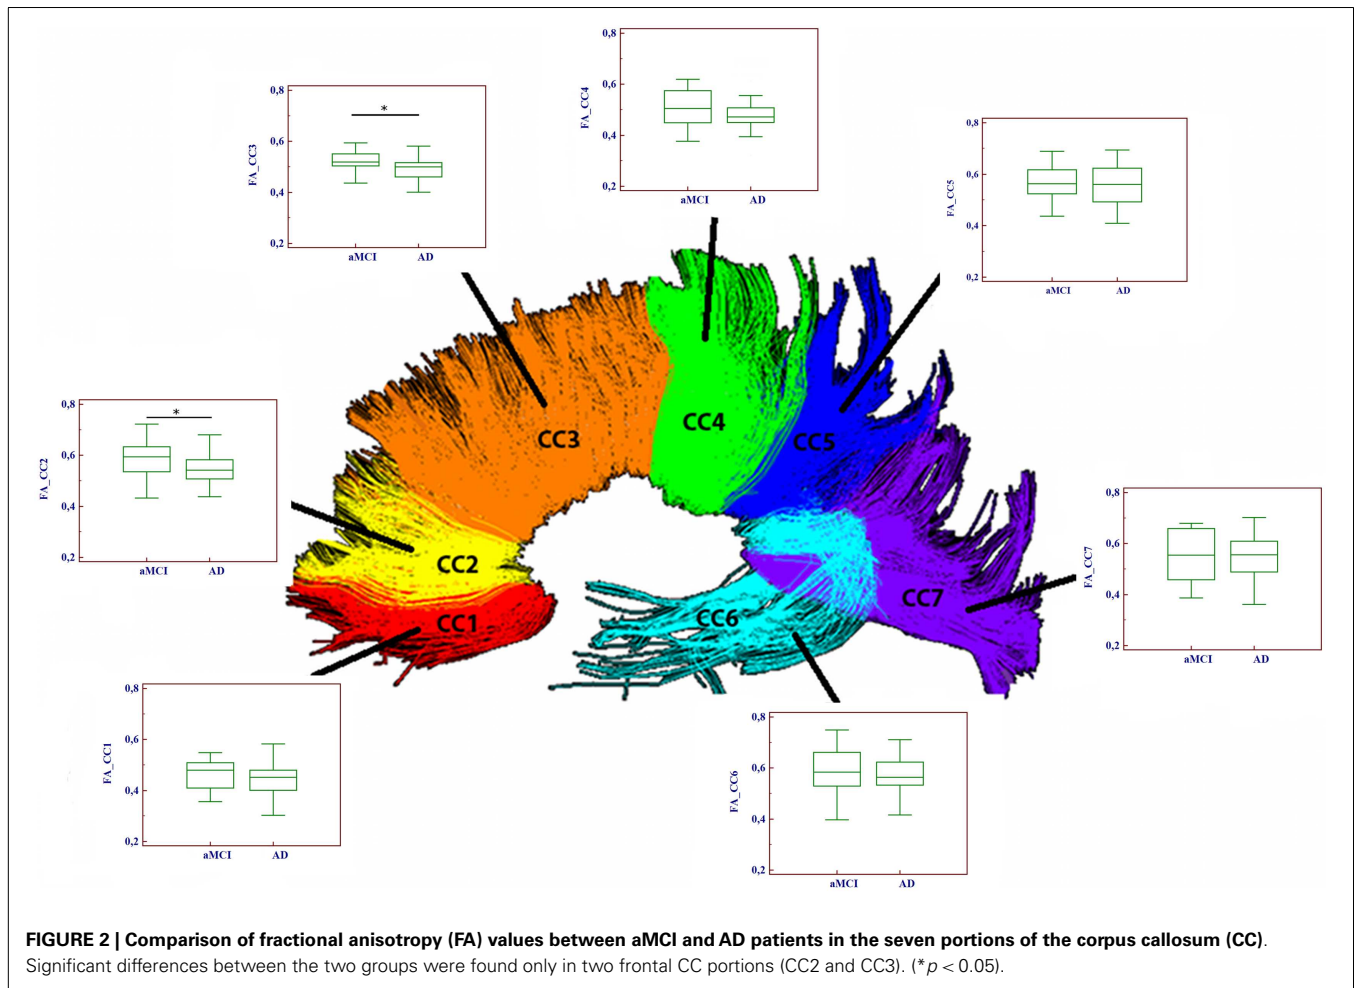 0,8
0,6
0,4
0,2
FA_CC4
aMCI AD
0,8
0,6
0,4
0,2
FA_CC3
*
aMCI AD
0,8
0,6
0,4
0,2
FA_CC5
aMCI AD
0,8
0,6
0,4
0,2
FA_CC2
*
aMCI AD
CC3
CC4
CC5
CC2
CC1
CC6
CC7
0,8
0,6
0,4
0,2
FA_CC7
aMCI AD
0,8
0,6
0,4
0,2
FA_CC1
aMCI AD
0,8
0,6
0,4
0,2
FA_CC6
aMCI AD
FIGURE 2 | Comparison of fractional anisotropy (FA) values between aMCI and AD patients in the seven portions of the corpus callosum (CC).
Significant differences between the two groups were found only in two frontal CC portions (CC2 and CC3). (*p < 0.05).